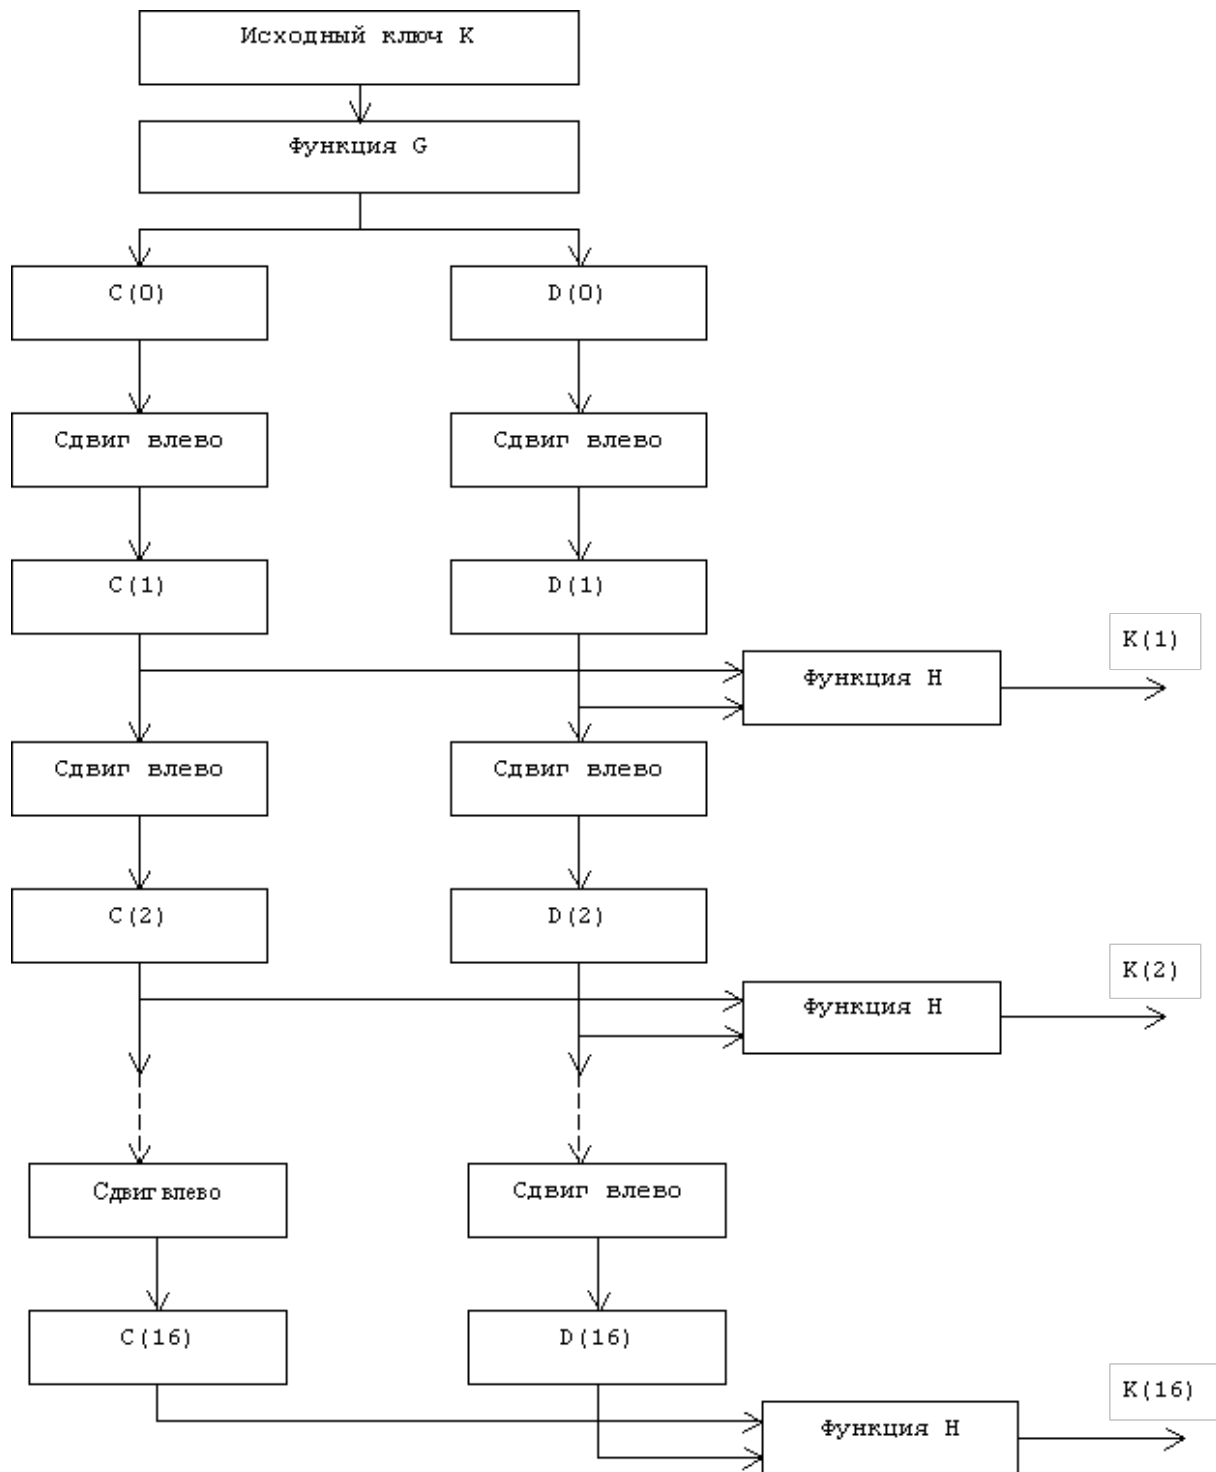 Исходный ключ K
Функция G
C(0)
D(0)
Сдвиг влево
Сдвиг влево
C(1)
D(1)
K(1)
Функция H
Сдвиг влево
Сдвиг влево
C(2)
D(2)
K(2)
Функция H
Сдвиг влево
Сдвиг влево
C(16)
D(16)
K(16)
Функция H